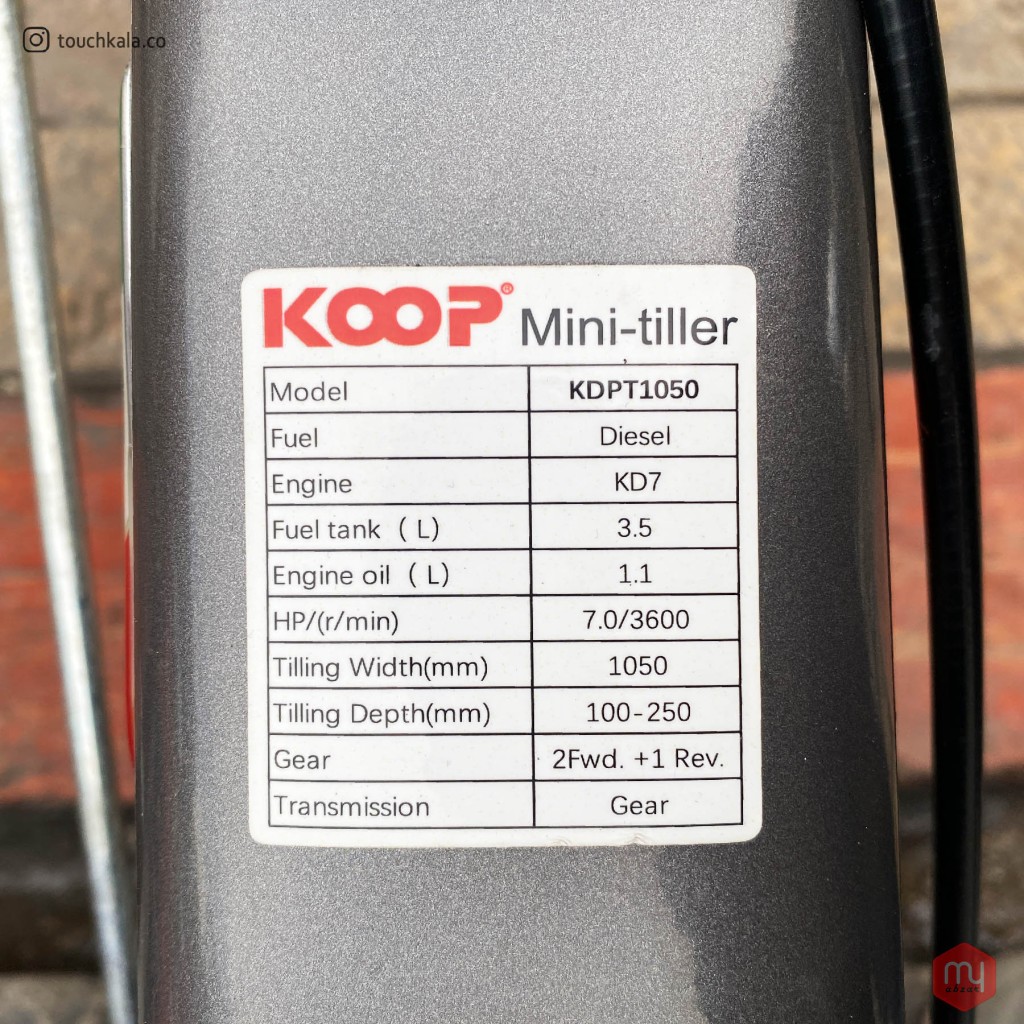 touchkala.co
KOOP® Mini-tiller
Model KDPT1050
Fuel Diesel
Engine KD7
Fuel tank ( L) 3.5
Engine oil ( L) 1.1
HP/(r/min) 7.0/3600
Tilling Width(mm) 1050
Tilling Depth(mm) 100-250
Gear 2Fwd. +1 Rev.
Transmission Gear
my
abzar